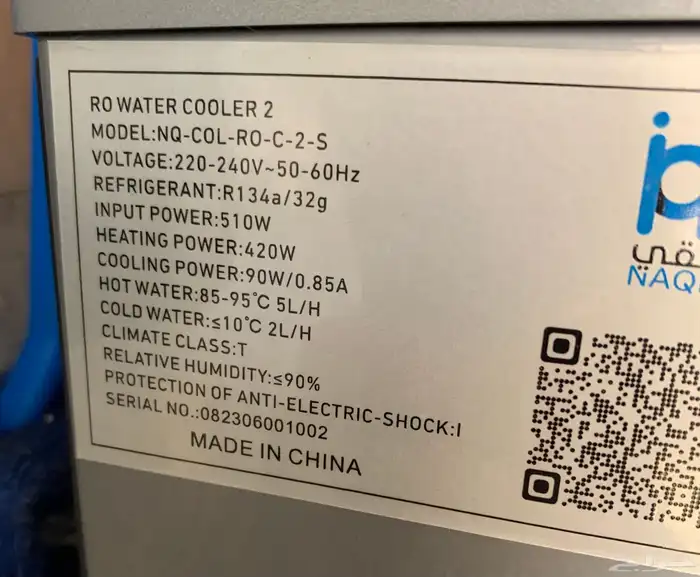 RO WATER COOLER 2
MODEL:NQ-COL-RO-C-2-S
VOLTAGE:220-240V~50-60Hz
REFRIGERANT:R134a/32g
INPUT POWER:510W
HEATING POWER:420W
COOLING POWER:90W/0.85A
HOT WATER:85-95℃ 5L/H
COLD WATER:≤10℃ 2L/H
CLIMATE CLASS:T
RELATIVE HUMIDITY:≤90%
PROTECTION OF ANTI-ELECTRIC-SHOCK:I
SERIAL NO.:082306001002
MADE IN CHINA